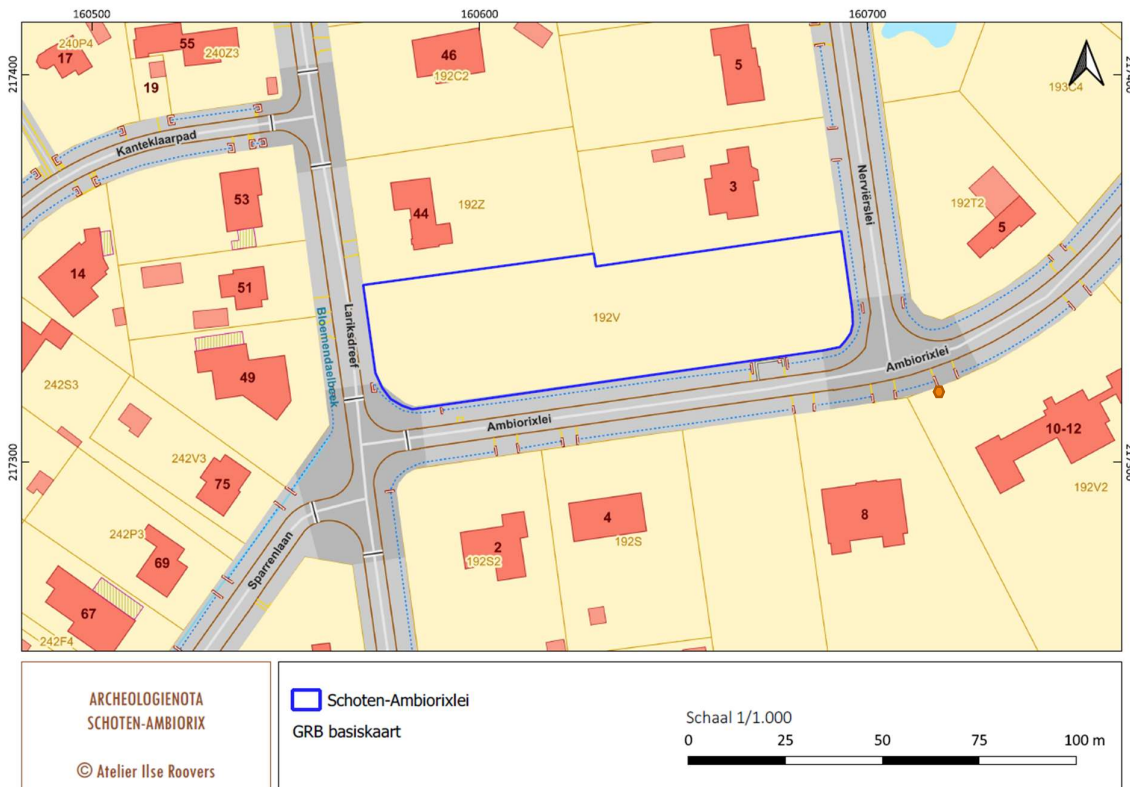 160500
160600
160700
217400
217400
240P4
17
55
240Z3
19
46
192C2
5
193C4
Kanteklaarpad
53
44
192Z
3
Nerviërslei
192T2
5
14
51
Bloemendaelbeek
Lariksdreef
192V
49
242S3
Ambiorixlei
Ambiorixlei
10-12
217300
217300
242V3
75
192V2
4
192S
8
2
192S2
242P3
69
Sparrenlaan
67
242F4
ARCHEOLOGIENOTA
SCHOTEN-AMBIORIX
© Atelier Ilse Roovers
Schoten-Ambiorixlei
GRB basiskaart
Schaal 1/1.000
0 25 50 75 100 m